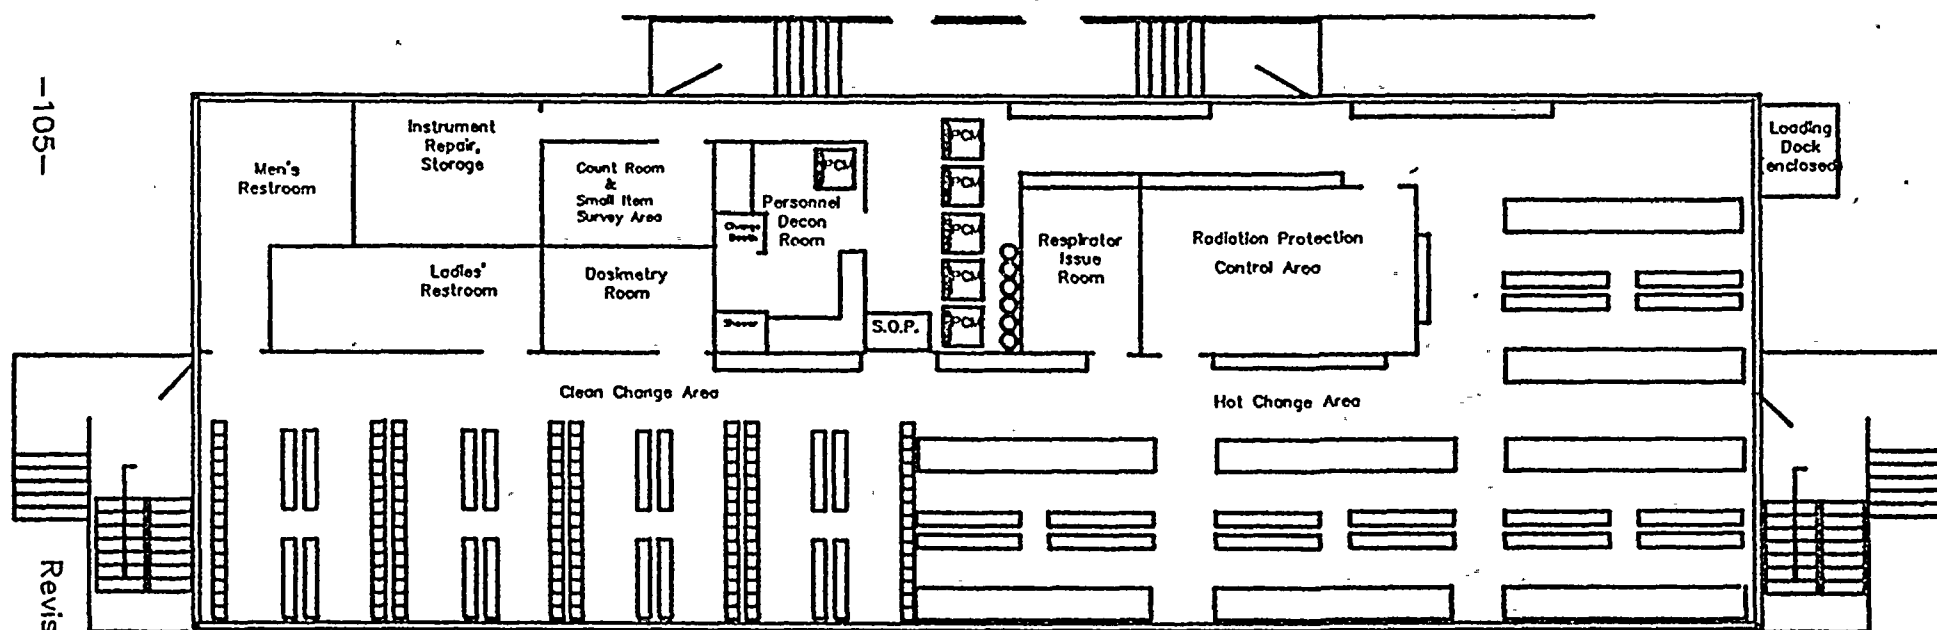 -105-
Men's
Restroom
Instrument
Repair,
Storage
Count Room
&
Small Item
Survey Area
PCM
Personnel
Decon
Room
Change
Booth
Ladies'
Restroom
Dosimetry
Room
Shower
S.O.P.
PCM
PCM
PCM
PCM
PCM
Respirator
Issue
Room
Radiation Protection
Control Area
Loading
Dock
enclosed
Clean Change Area
Hot Change Area
Revis